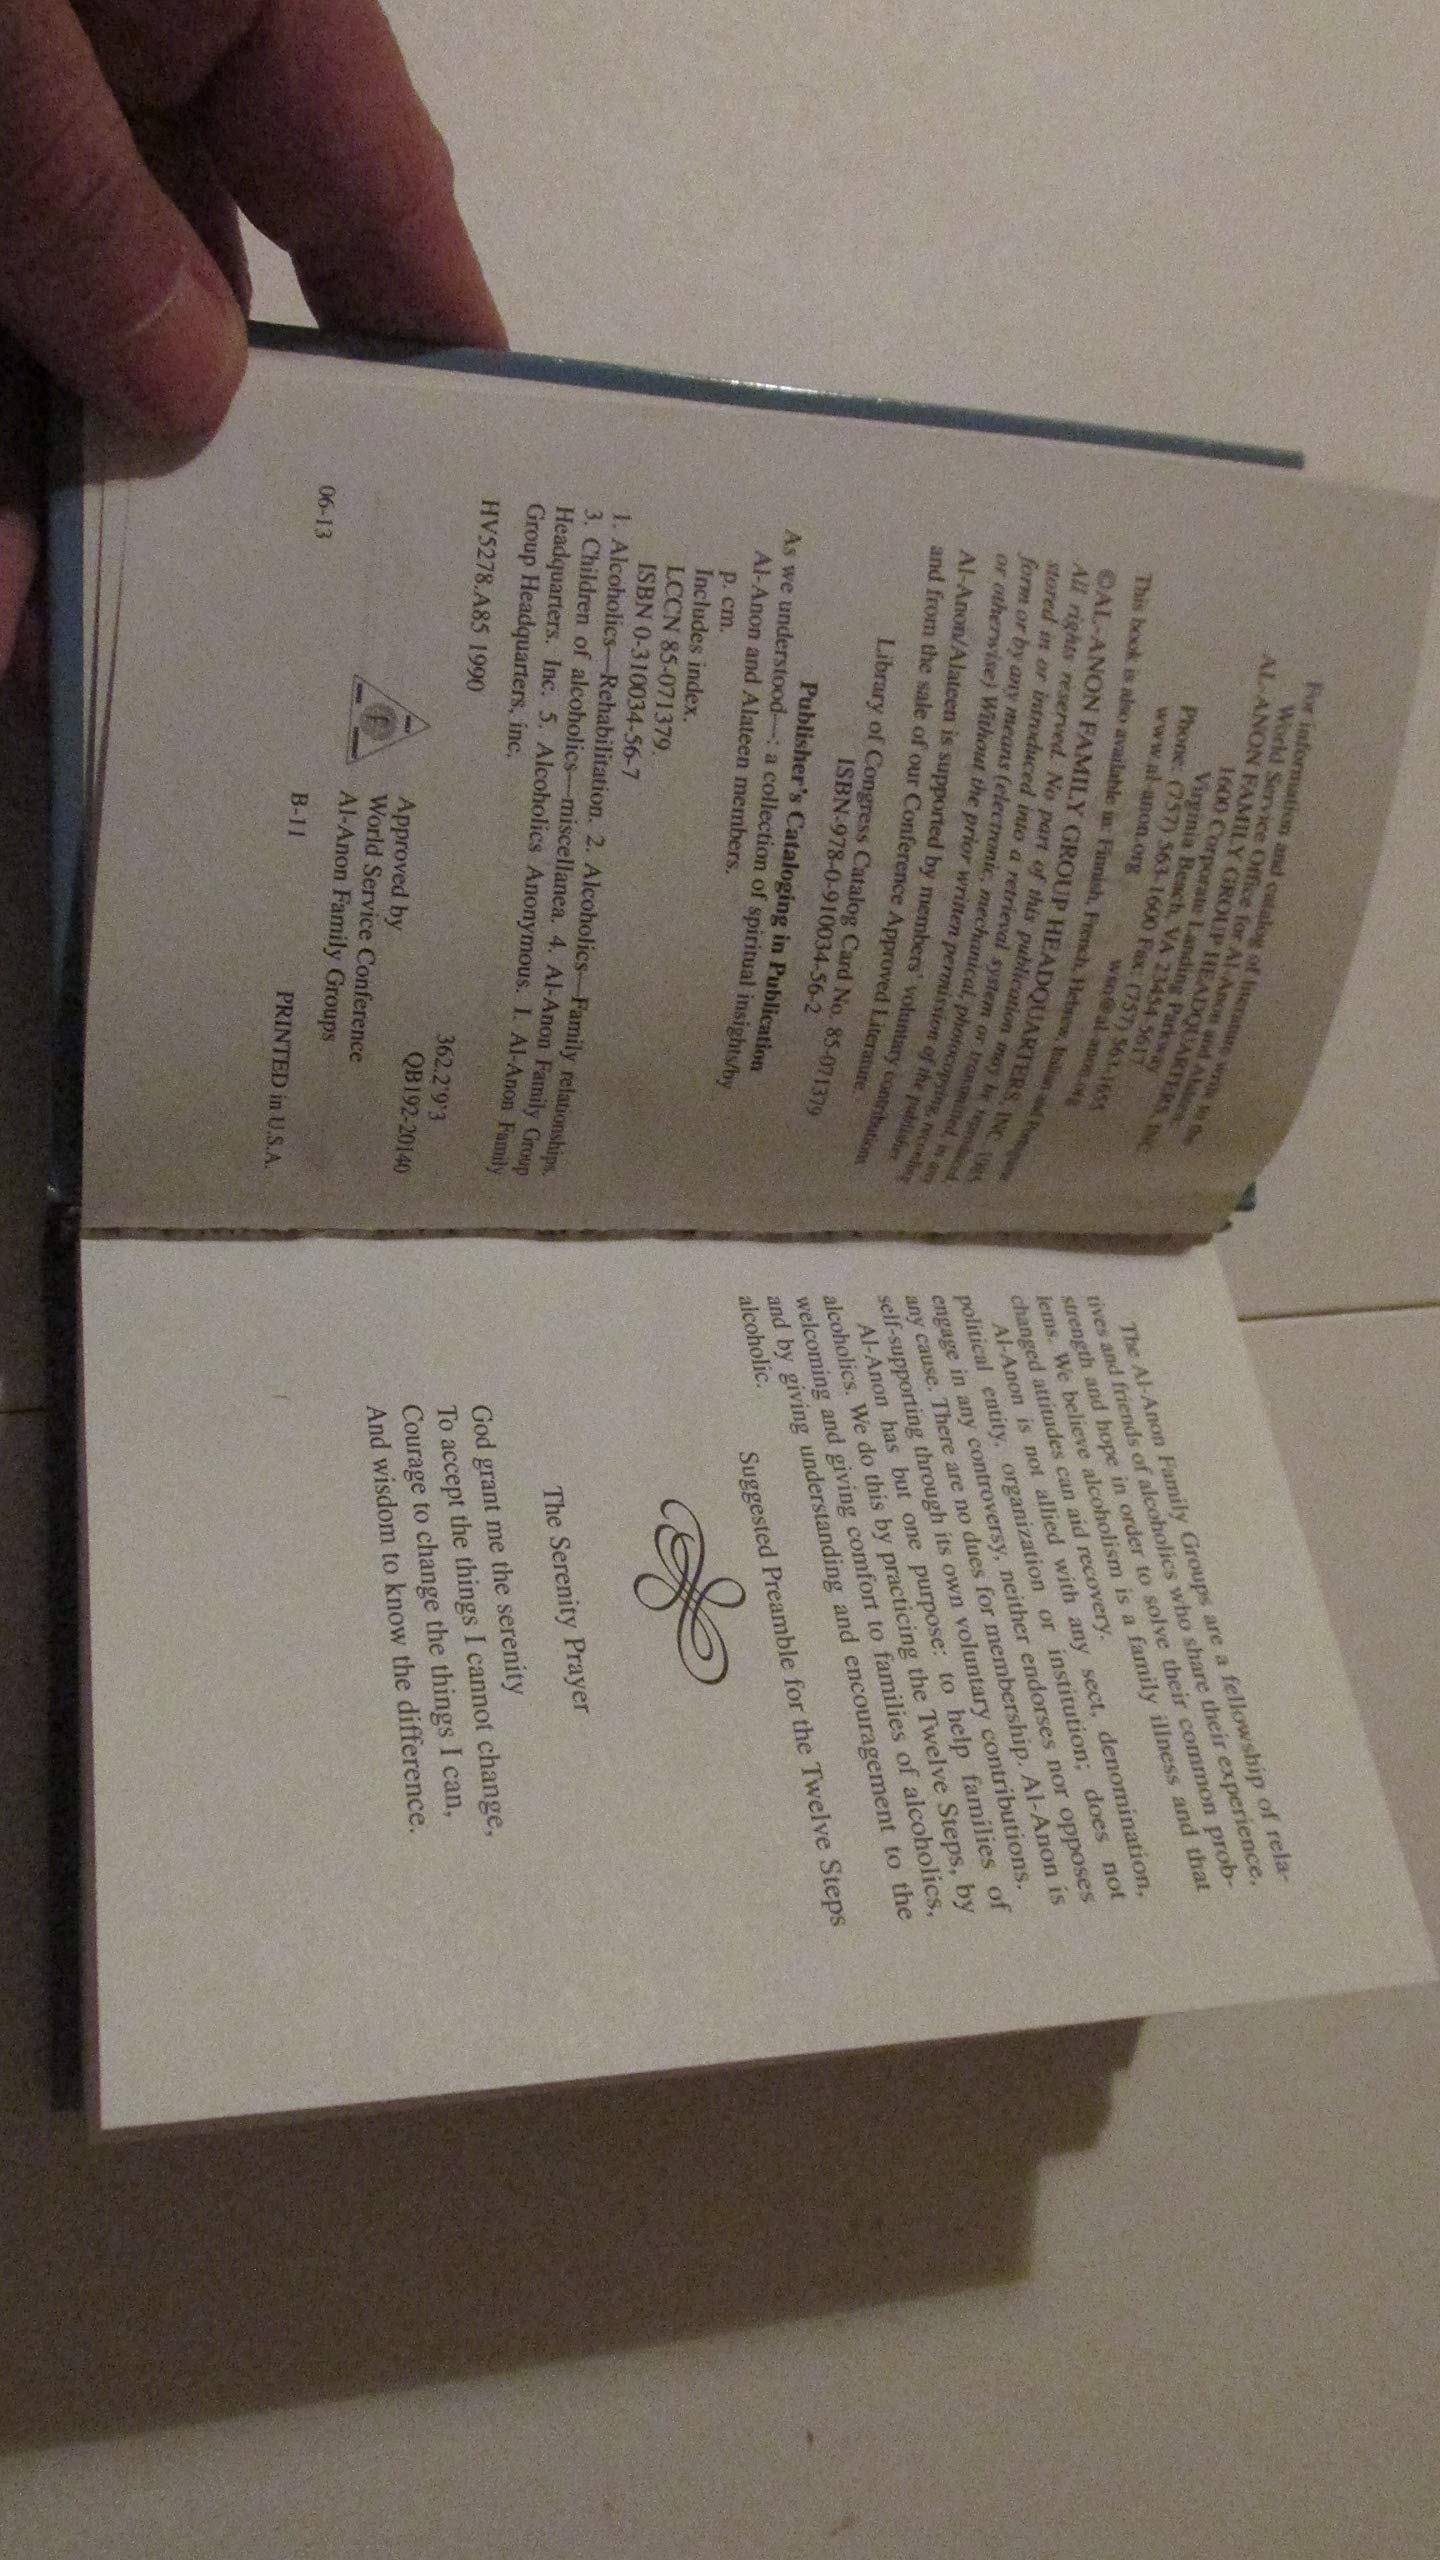 For information and catalog of literature write to the
World Service Office for Al-Anon and Alateen:
AL-ANON FAMILY GROUP HEADQUARTERS, INC.
1600 Corporate Landing Parkway
Virginia Beach, VA 23454-5617
Phone: (757) 563-1600 Fax: (757) 563-1655
www.al-anon.org wso@al-anon.org
This book is also available in: Finnish, French, Hebrew, Italian and Portuguese
©AL-ANON FAMILY GROUP HEADQUARTERS, INC. 1985
All rights reserved. No part of this publication may be reproduced,
stored in or introduced into a retrieval system or transmitted in any
form or by any means (electronic, mechanical, photocopying, recording
or otherwise) Without the prior written permission of the publisher.
Al-Anon/Alateen is supported by members' voluntary contributions
and from the sale of our Conference Approved Literature.
Library of Congress Catalog Card No. 85-071379
ISBN-978-0-910034-56-2
Publisher's Cataloging in Publication
As we understood—: a collection of spiritual insights/by
Al-Anon and Alateen members.
p. cm.
Includes index.
LCCN 85-071379.
ISBN 0-310034-56-7
1. Alcoholics—Rehabilitation. 2. Alcoholics—Family relationships.
3. Children of alcoholics—miscellanea. 4. Al-Anon Family Group
Headquarters. Inc. 5. Alcoholics Anonymous. I. Al-Anon Family
Group Headquarters, inc.
HV5278.A85 1990
362.2'9'3
QB192-20140
Approved by
World Service Conference
Al-Anon Family Groups
06-13
B-11
PRINTED in U.S.A.
The Al-Anon Family Groups are a fellowship of rela-
tives and friends of alcoholics who share their experience,
strength and hope in order to solve their common prob-
lems. We believe alcoholism is a family illness and that
changed attitudes can aid recovery.
Al-Anon is not allied with any sect, denomination,
political entity, organization or institution; does not
engage in any controversy, neither endorses nor opposes
any cause. There are no dues for membership. Al-Anon is
self-supporting through its own voluntary contributions.
Al-Anon has but one purpose: to help families of
alcoholics. We do this by practicing the Twelve Steps, by
welcoming and giving comfort to families of alcoholics,
and by giving understanding and encouragement to the
alcoholic.
Suggested Preamble for the Twelve Steps
The Serenity Prayer
God grant me the serenity
To accept the things I cannot change,
Courage to change the things I can,
And wisdom to know the difference.